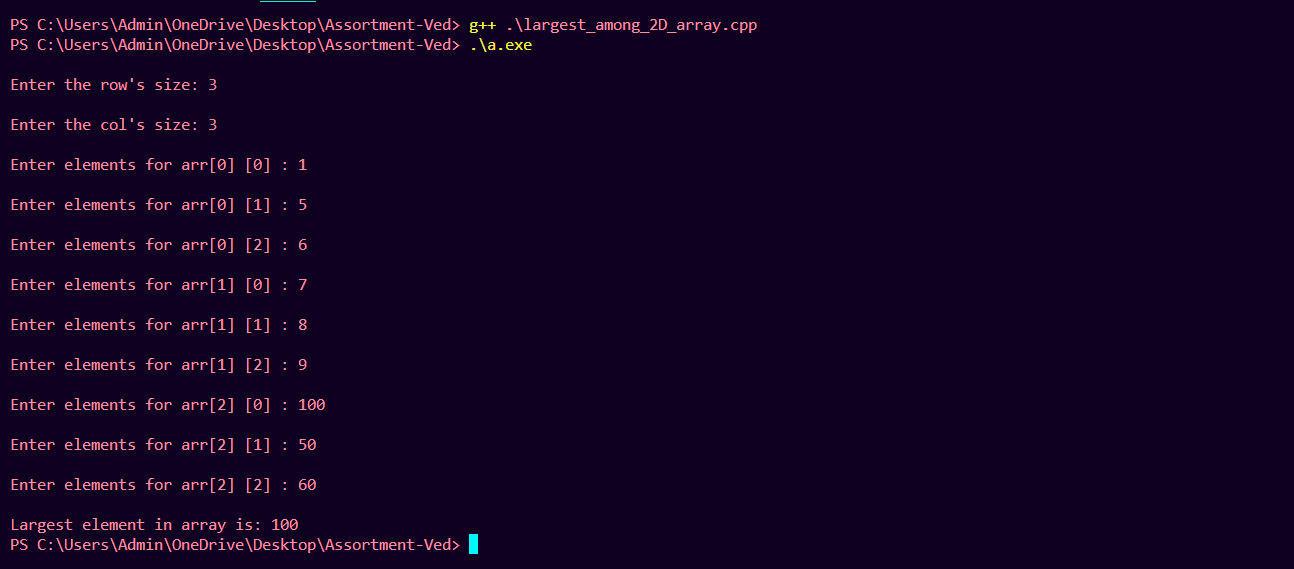 PS C:\Users\Admin\OneDrive\Desktop\Assortment-Ved> g++ .\largest_among_2D_array.cpp
PS C:\Users\Admin\OneDrive\Desktop\Assortment-Ved> .\a.exe
Enter the row's size: 3
Enter the col's size: 3
Enter elements for arr[0] [0] : 1
Enter elements for arr[0] [1] : 5
Enter elements for arr[0] [2] : 6
Enter elements for arr[1] [0] : 7
Enter elements for arr[1] [1] : 8
Enter elements for arr[1] [2] : 9
Enter elements for arr[2] [0] : 100
Enter elements for arr[2] [1] : 50
Enter elements for arr[2] [2] : 60
Largest element in array is: 100
PS C:\Users\Admin\OneDrive\Desktop\Assortment-Ved>